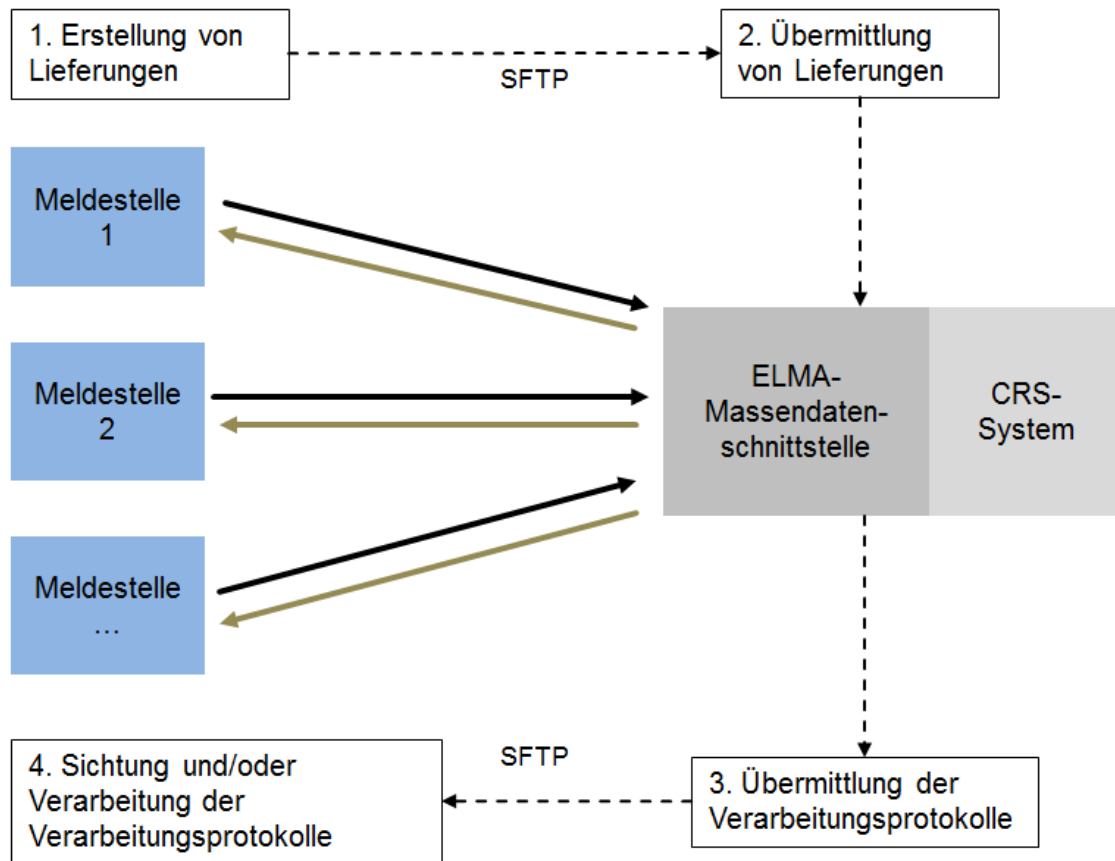 1. Erstellung von
Lieferungen
SFTP
2. Übermittlung
von Lieferungen
Meldestelle
1
Meldestelle
2
Meldestelle
…
ELMA-
Massendaten-
schnittstelle
CRS-
System
4. Sichtung und/oder
Verarbeitung der
Verarbeitungsprotokolle
SFTP
3. Übermittlung der
Verarbeitungsprotokolle